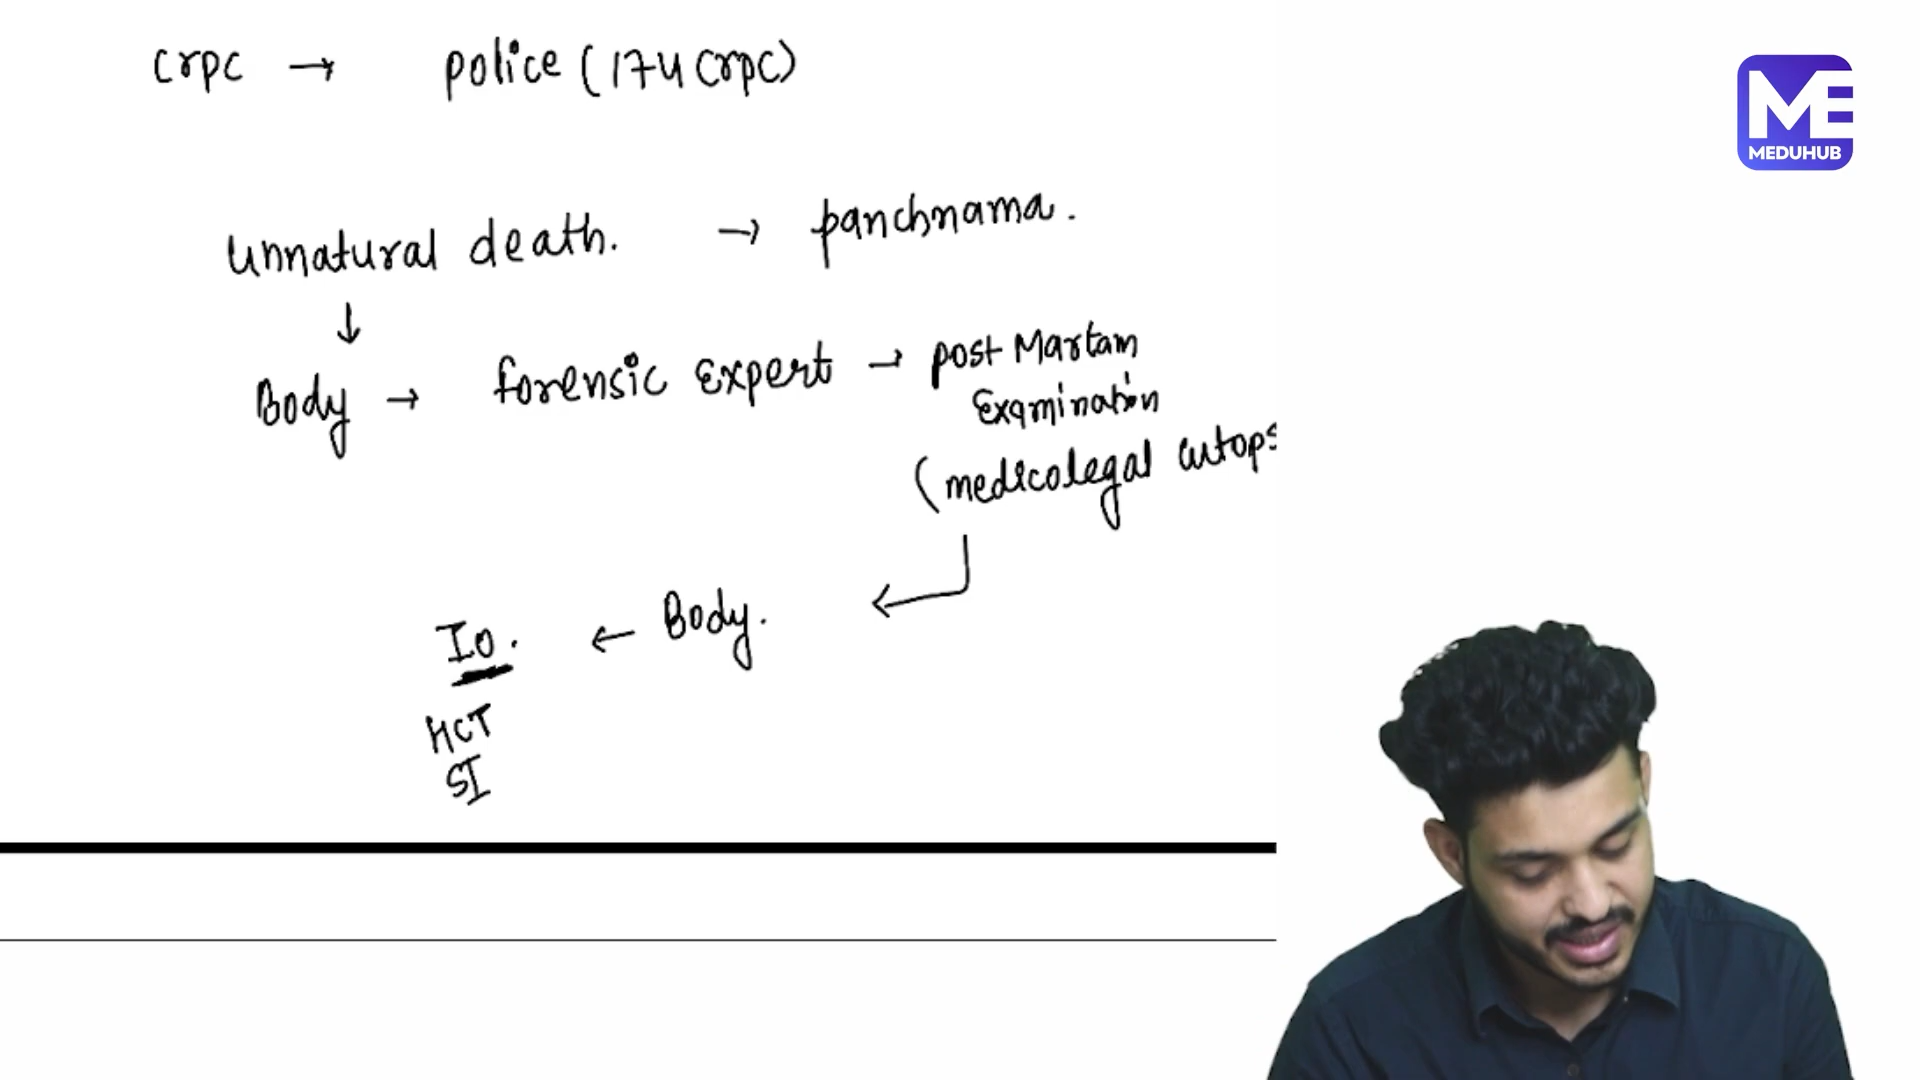 crpc → police (174 crpc)
ME
MEDUHUB
unnatural death. → panchnama.
↓
Body → forensic Expert → post Martam
Examination
(medicolegal autops
Io. ← Body. ←
HCT
SI